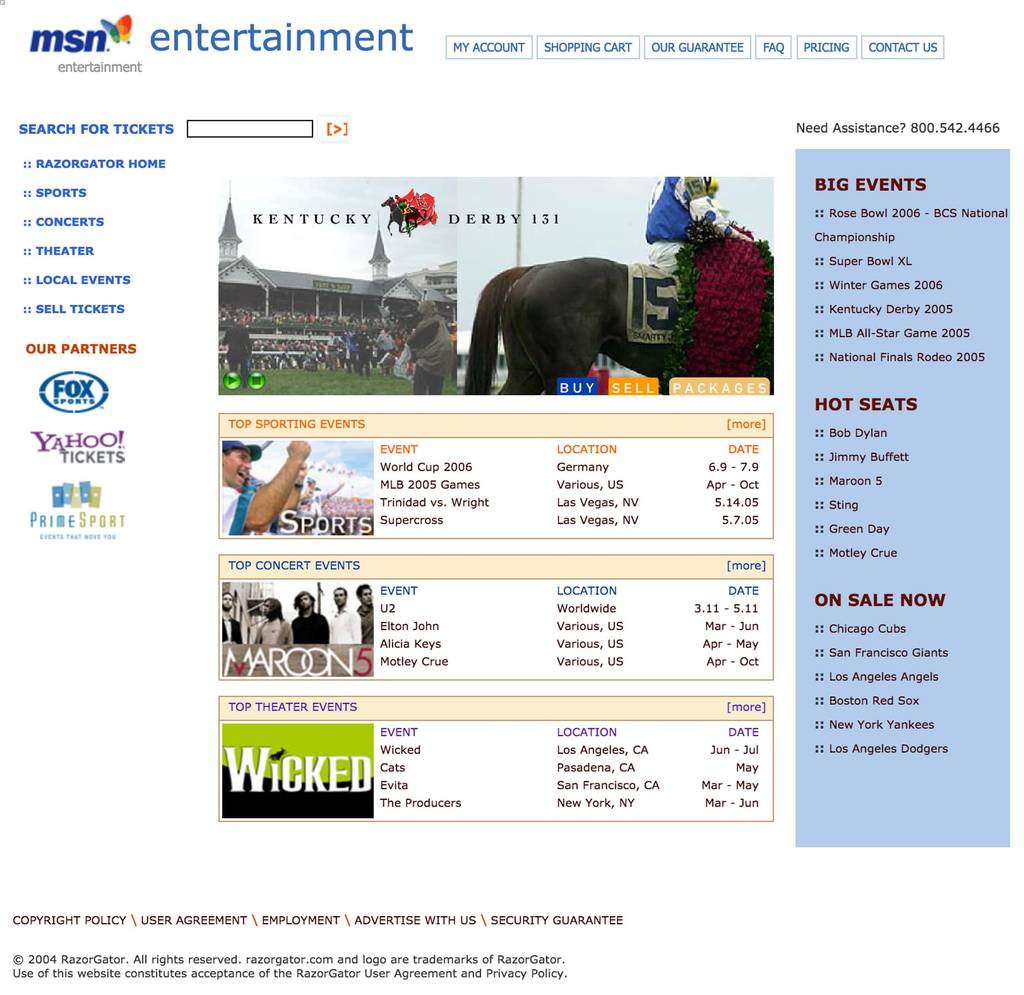 msn entertainment
entertainment
MY ACCOUNT SHOPPING CART OUR GUARANTEE FAQ PRICING CONTACT US
SEARCH FOR TICKETS [>]
Need Assistance? 800.542.4466
:: RAZORGATOR HOME
:: SPORTS
:: CONCERTS
:: THEATER
:: LOCAL EVENTS
:: SELL TICKETS
OUR PARTNERS
FOX
SPORTS
YAHOO!
TICKETS
PRIMESPORT
EVENTS THAT MOVE YOU
KENTUCKY DERBY 131
15
15
SMARTY J
BUY SELL PACKAGES
TOP SPORTING EVENTS [more]
SPORTS
EVENT LOCATION DATE
World Cup 2006 Germany 6.9 - 7.9
MLB 2005 Games Various, US Apr - Oct
Trinidad vs. Wright Las Vegas, NV 5.14.05
Supercross Las Vegas, NV 5.7.05
TOP CONCERT EVENTS [more]
MAROON5
EVENT LOCATION DATE
U2 Worldwide 3.11 - 5.11
Elton John Various, US Mar - Jun
Alicia Keys Various, US Apr - May
Motley Crue Various, US Apr - Oct
TOP THEATER EVENTS [more]
WICKED
EVENT LOCATION DATE
Wicked Los Angeles, CA Jun - Jul
Cats Pasadena, CA May
Evita San Francisco, CA Mar - May
The Producers New York, NY Mar - Jun
BIG EVENTS
:: Rose Bowl 2006 - BCS National
Championship
:: Super Bowl XL
:: Winter Games 2006
:: Kentucky Derby 2005
:: MLB All-Star Game 2005
:: National Finals Rodeo 2005
HOT SEATS
:: Bob Dylan
:: Jimmy Buffett
:: Maroon 5
:: Sting
:: Green Day
:: Motley Crue
ON SALE NOW
:: Chicago Cubs
:: San Francisco Giants
:: Los Angeles Angels
:: Boston Red Sox
:: New York Yankees
:: Los Angeles Dodgers
COPYRIGHT POLICY \ USER AGREEMENT \ EMPLOYMENT \ ADVERTISE WITH US \ SECURITY GUARANTEE
© 2004 RazorGator. All rights reserved. razorgator.com and logo are trademarks of RazorGator.
Use of this website constitutes acceptance of the RazorGator User Agreement and Privacy Policy.